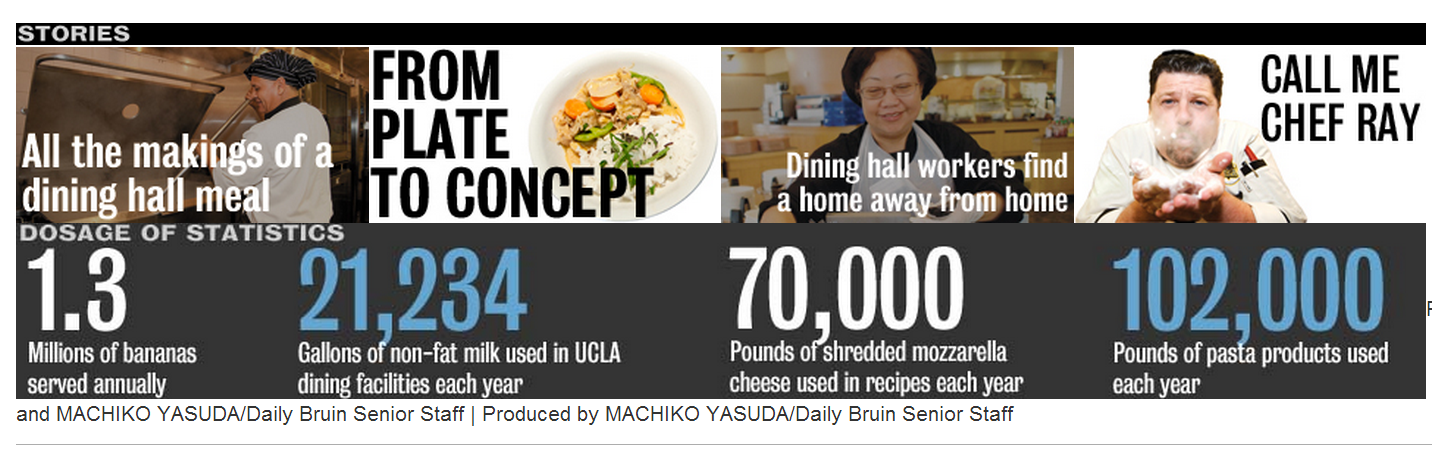 STORIES
All the makings of a
dining hall meal
FROM
PLATE
TO CONCEPT
Dining hall workers find
a home away from home
CALL ME
CHEF RAY
DOSAGE OF STATISTICS
1.3
Millions of bananas
served annually
21,234
Gallons of non-fat milk used in UCLA
dining facilities each year
70,000
Pounds of shredded mozzarella
cheese used in recipes each year
102,000
Pounds of pasta products used
each year
and MACHIKO YASUDA/Daily Bruin Senior Staff | Produced by MACHIKO YASUDA/Daily Bruin Senior Staff